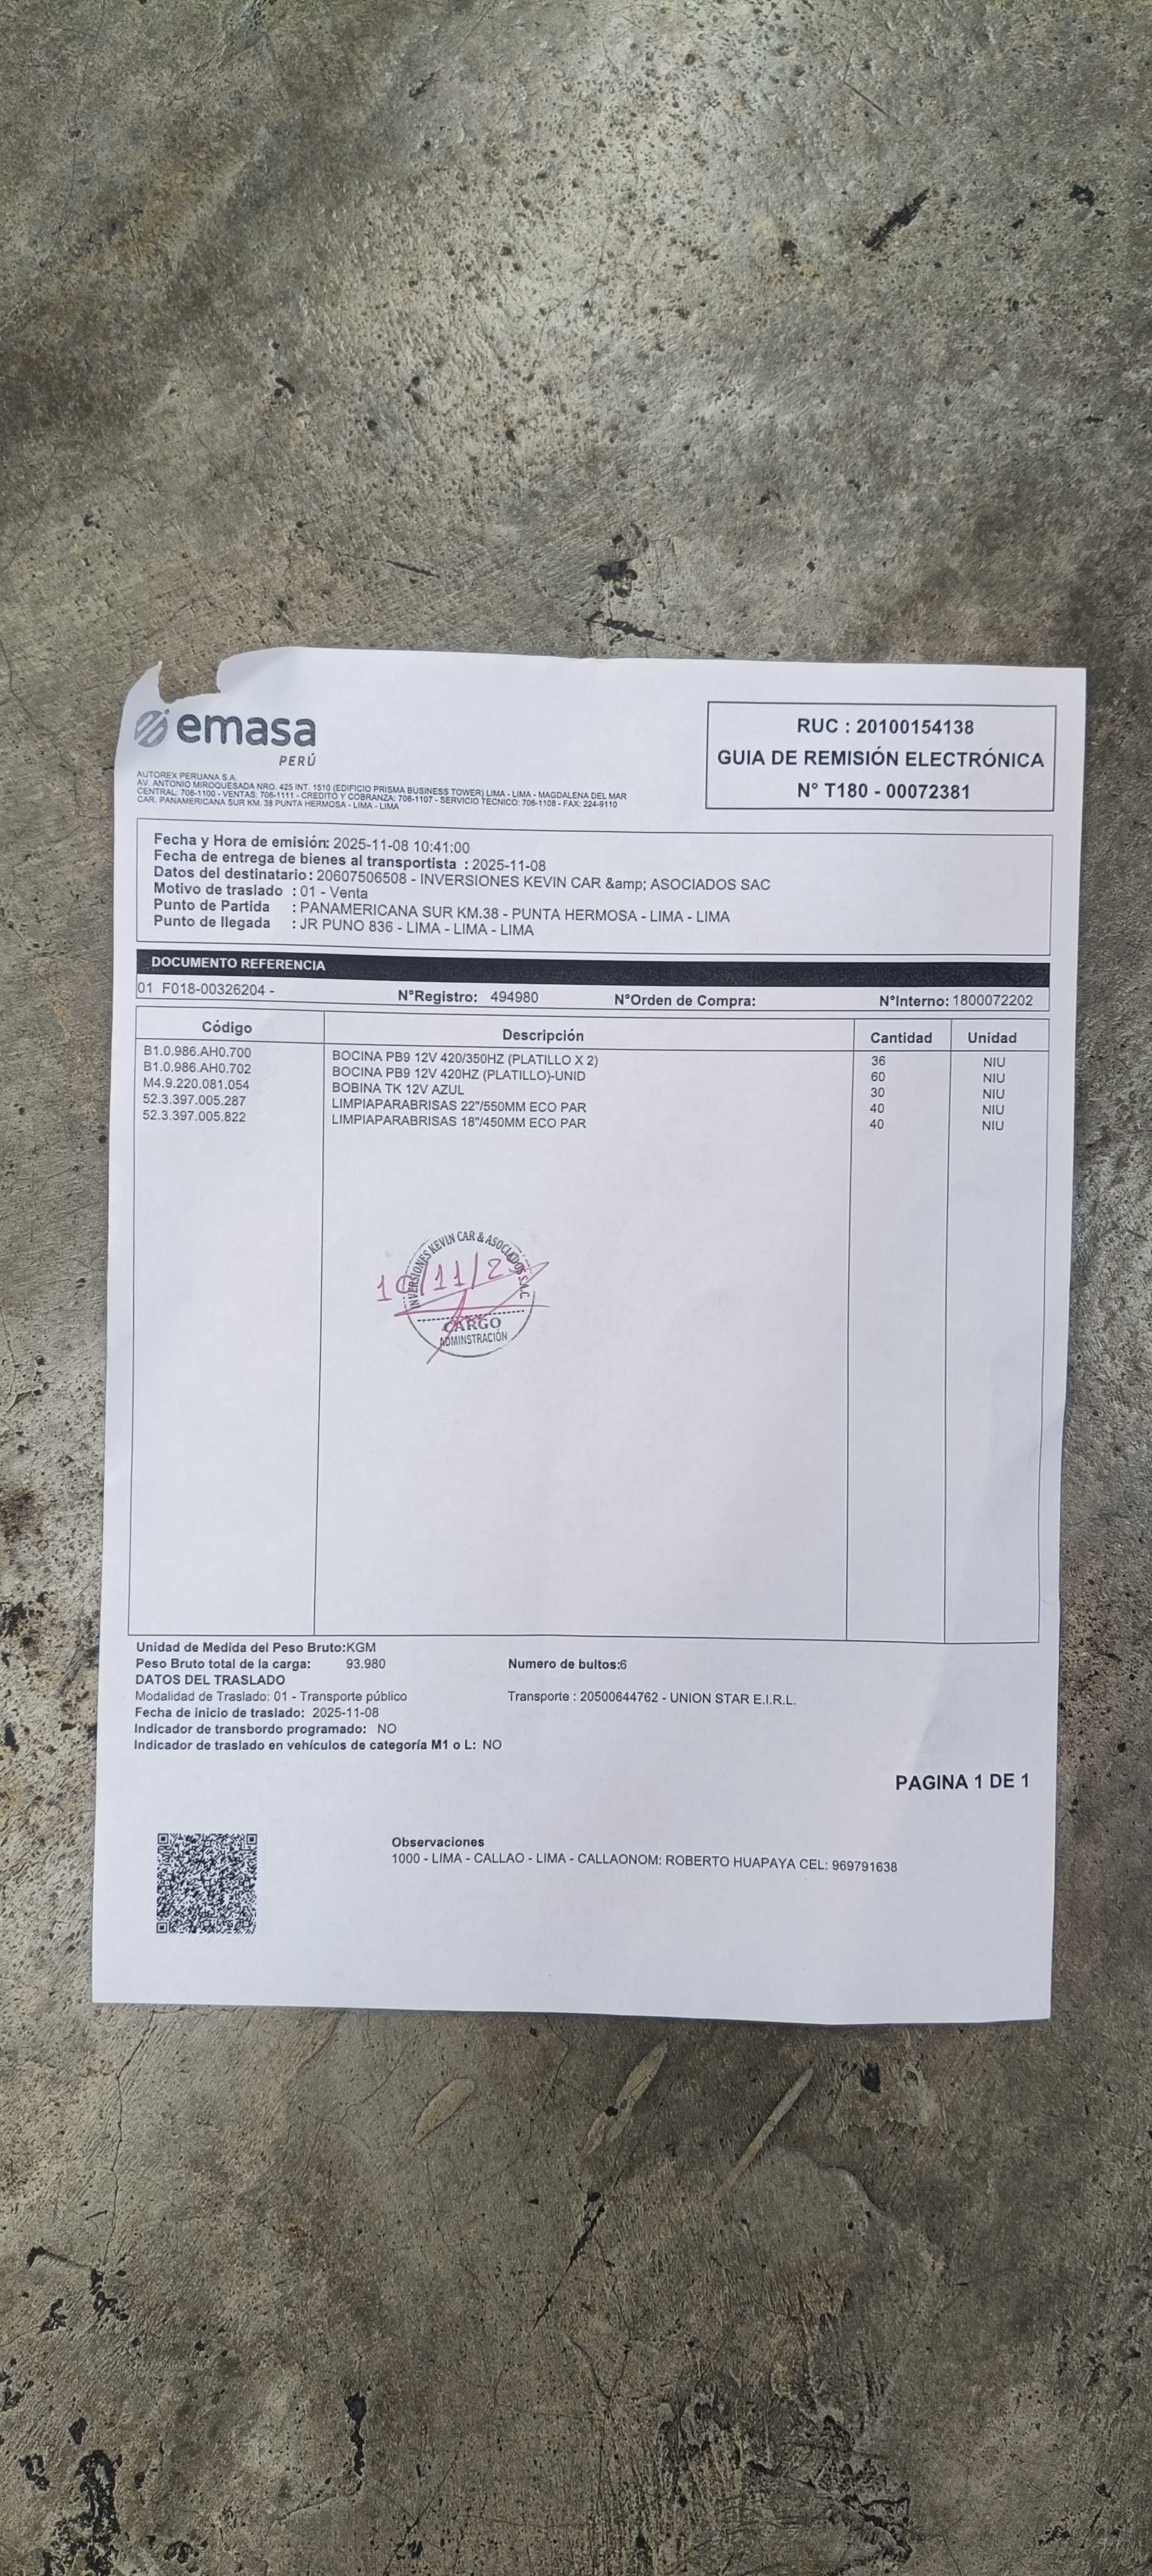 emasa
PERÚ
AUTOREX PERUANA S.A.
AV. ANTONIO MIROQUESADA NRO. 425 INT. 1510 (EDIFICIO PRISMA BUSINESS TOWER) LIMA - LIMA - MAGDALENA DEL MAR
CENTRAL: 706-1100 - VENTAS: 706-1111 - CREDITO Y COBRANZA: 706-1107 - SERVICIO TECNICO: 706-1108 - FAX: 224-9110
CAR. PANAMERICANA SUR KM. 38 PUNTA HERMOSA - LIMA - LIMA
RUC : 20100154138
GUIA DE REMISIÓN ELECTRÓNICA
N° T180 - 00072381
Fecha y Hora de emisión: 2025-11-08 10:41:00
Fecha de entrega de bienes al transportista : 2025-11-08
Datos del destinatario : 20607506508 - INVERSIONES KEVIN CAR &amp; ASOCIADOS SAC
Motivo de traslado : 01 - Venta
Punto de Partida : PANAMERICANA SUR KM.38 - PUNTA HERMOSA - LIMA - LIMA
Punto de llegada : JR PUNO 836 - LIMA - LIMA - LIMA
DOCUMENTO REFERENCIA
01 F018-00326204 - N°Registro: 494980 N°Orden de Compra: N°Interno: 1800072202
Código Descripción Cantidad Unidad
B1.0.986.AH0.700 BOCINA PB9 12V 420/350HZ (PLATILLO X 2) 36 NIU
B1.0.986.AH0.702 BOCINA PB9 12V 420HZ (PLATILLO)-UNID 60 NIU
M4.9.220.081.054 BOBINA TK 12V AZUL 30 NIU
52.3.397.005.287 LIMPIAPARABRISAS 22"/550MM ECO PAR 40 NIU
52.3.397.005.822 LIMPIAPARABRISAS 18"/450MM ECO PAR 40 NIU
INVERSIONES KEVIN CAR & ASOCIADOS S.A.C
10/11/25
CARGO
ADMINSTRACIÓN
Unidad de Medida del Peso Bruto:KGM
Peso Bruto total de la carga: 93.980 Numero de bultos:6
DATOS DEL TRASLADO
Modalidad de Traslado: 01 - Transporte público Transporte : 20500644762 - UNION STAR E.I.R.L.
Fecha de inicio de traslado: 2025-11-08
Indicador de transbordo programado: NO
Indicador de traslado en vehículos de categoría M1 o L: NO
PAGINA 1 DE 1
Observaciones
1000 - LIMA - CALLAO - LIMA - CALLAONOM: ROBERTO HUAPAYA CEL: 969791638